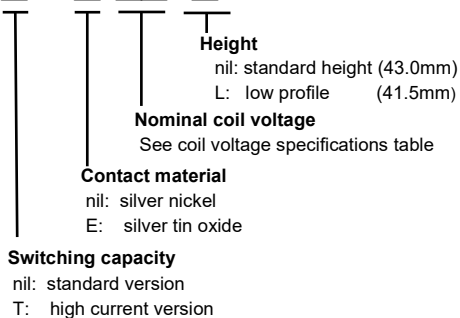 Height
nil: standard height (43.0mm)
L: low profile (41.5mm)
Nominal coil voltage
See coil voltage specifications table
Contact material
nil: silver nickel
E: silver tin oxide
Switching capacity
nil: standard version
T: high current version